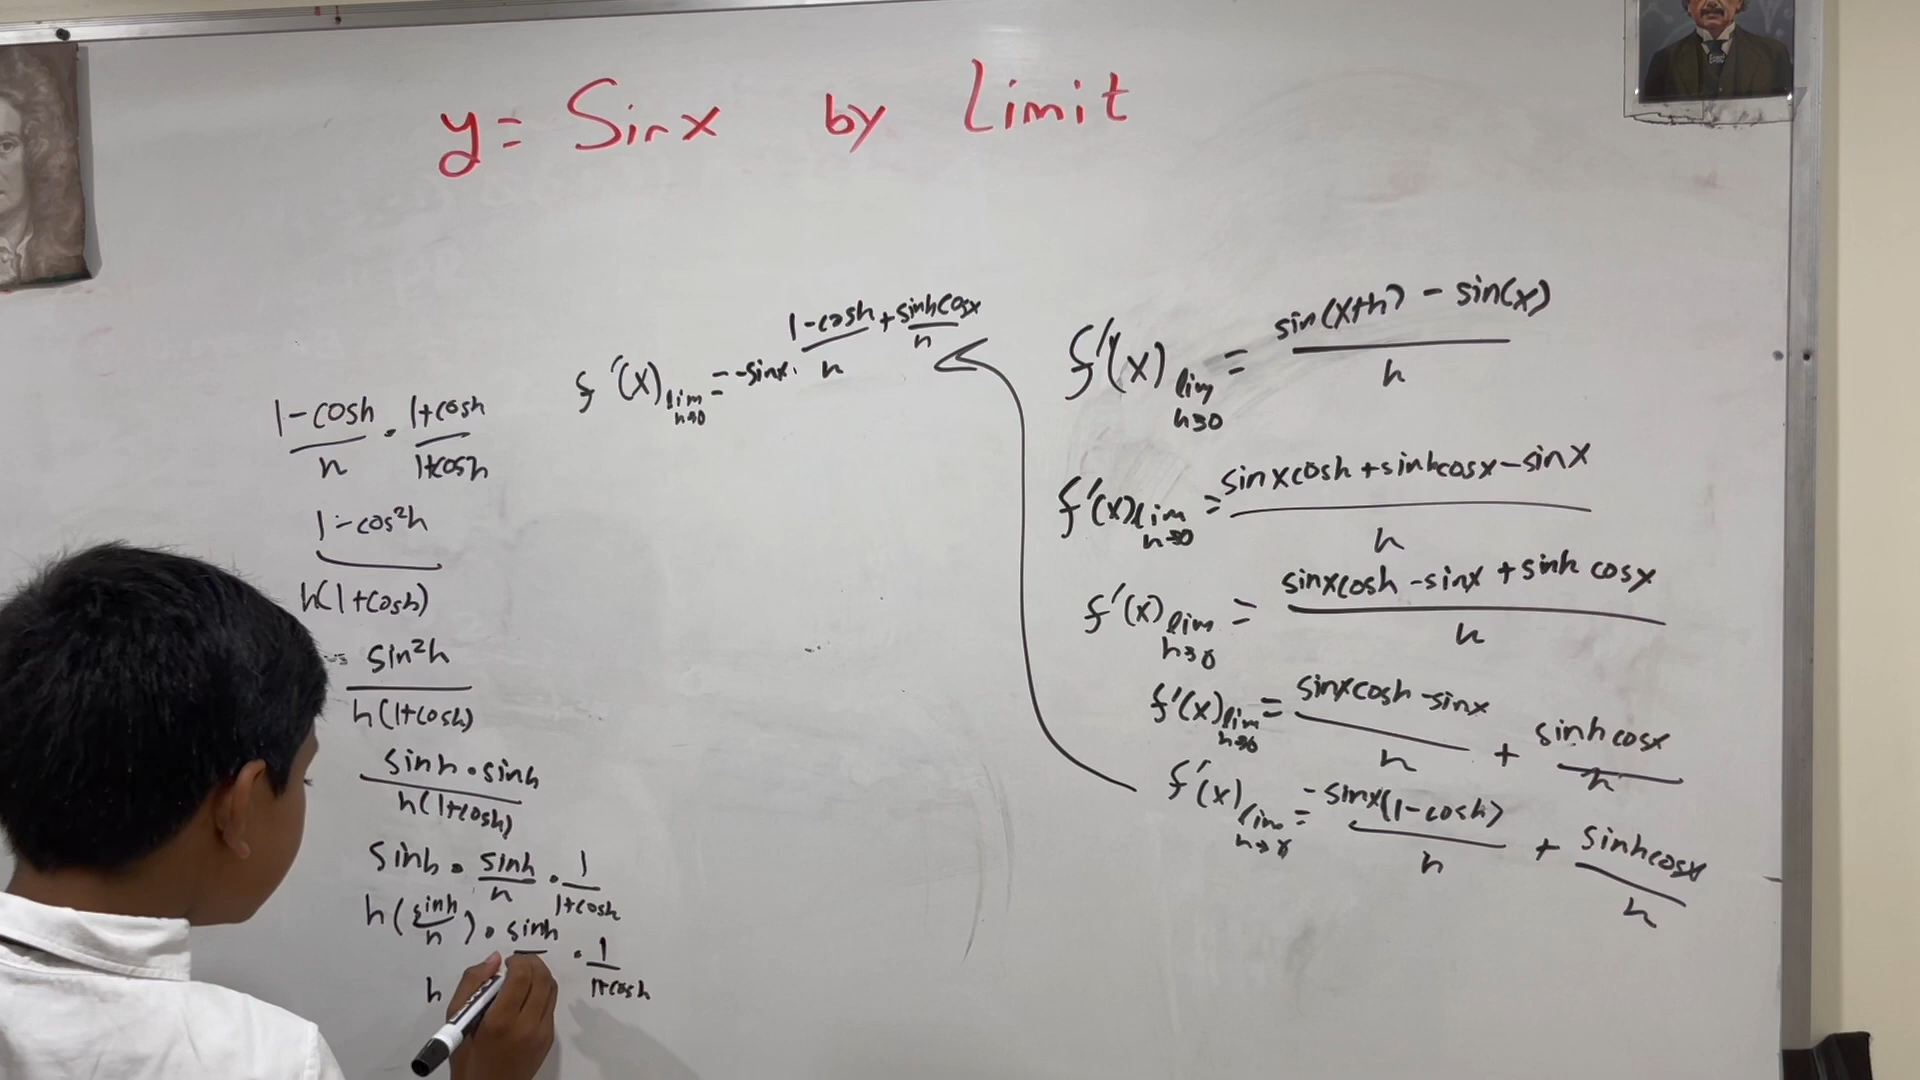 y = Sinx by Limit
f'(x) lim h→0 = sin(x+h) - sin(x) / h
f'(x) lim h→0 = sinxcosh + sinhcosx - sinx / h
f'(x) lim h→0 = sinxcosh - sinx + sinh cosx / h
f'(x) lim h→0 = sinxcosh - sinx / h + sinhcosx / h
f'(x) lim h→0 = -sinx(1-cosh) / h + sinhcosx / h
f'(x) lim h→0 = -sinx · 1-cosh / h + sinhcosx / h
1-cosh / h · 1+cosh / 1+cosh
1-cos²h / h(1+cosh)
sin²h / h(1+cosh)
sinh · sinh / h(1+cosh)
sinh · sinh / h · 1 / 1+cosh
h(sinh / h) · sinh · 1 / 1+cosh
h